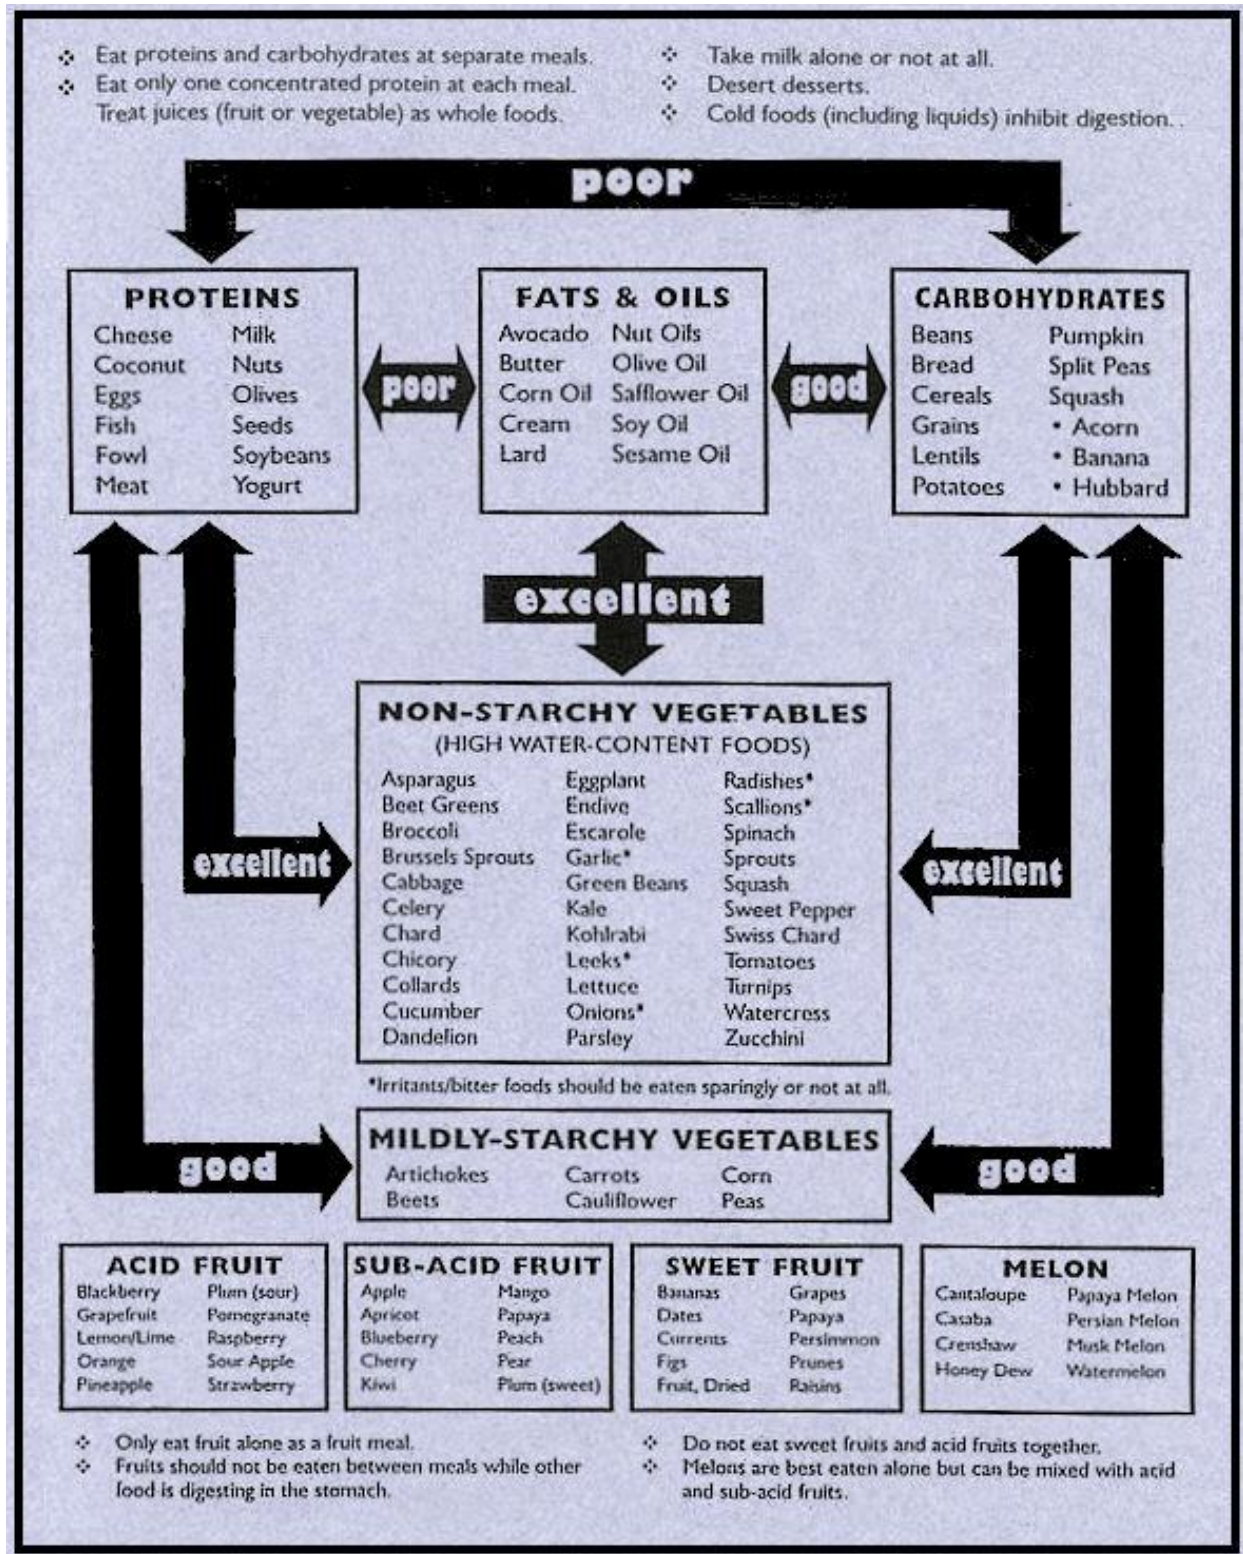 ❖ Eat proteins and carbohydrates at separate meals.
❖ Eat only one concentrated protein at each meal.
Treat juices (fruit or vegetable) as whole foods.
❖ Take milk alone or not at all.
❖ Desert desserts.
❖ Cold foods (including liquids) inhibit digestion. .
poor
PROTEINS
Cheese Milk
Coconut Nuts
Eggs Olives
Fish Seeds
Fowl Soybeans
Meat Yogurt
poor
FATS & OILS
Avocado Nut Oils
Butter Olive Oil
Corn Oil Safflower Oil
Cream Soy Oil
Lard Sesame Oil
good
CARBOHYDRATES
Beans Pumpkin
Bread Split Peas
Cereals Squash
Grains • Acorn
Lentils • Banana
Potatoes • Hubbard
excellent
NON-STARCHY VEGETABLES
(HIGH WATER-CONTENT FOODS)
Asparagus Eggplant Radishes*
Beet Greens Endive Scallions*
Broccoli Escarole Spinach
Brussels Sprouts Garlic* Sprouts
Cabbage Green Beans Squash
Celery Kale Sweet Pepper
Chard Kohlrabi Swiss Chard
Chicory Leeks* Tomatoes
Collards Lettuce Turnips
Cucumber Onions* Watercress
Dandelion Parsley Zucchini
excellent
excellent
*Irritants/bitter foods should be eaten sparingly or not at all.
MILDLY-STARCHY VEGETABLES
Artichokes Carrots Corn
Beets Cauliflower Peas
good
good
ACID FRUIT
Blackberry Plum (sour)
Grapefruit Pomegranate
Lemon/Lime Raspberry
Orange Sour Apple
Pineapple Strawberry
SUB-ACID FRUIT
Apple Mango
Apricot Papaya
Blueberry Peach
Cherry Pear
Kiwi Plum (sweet)
SWEET FRUIT
Bananas Grapes
Dates Papaya
Currents Persimmon
Figs Prunes
Fruit, Dried Raisins
MELON
Cantaloupe Papaya Melon
Casaba Persian Melon
Crenshaw Musk Melon
Honey Dew Watermelon
❖ Only eat fruit alone as a fruit meal.
❖ Fruits should not be eaten between meals while other
food is digesting in the stomach.
❖ Do not eat sweet fruits and acid fruits together.
❖ Melons are best eaten alone but can be mixed with acid
and sub-acid fruits.